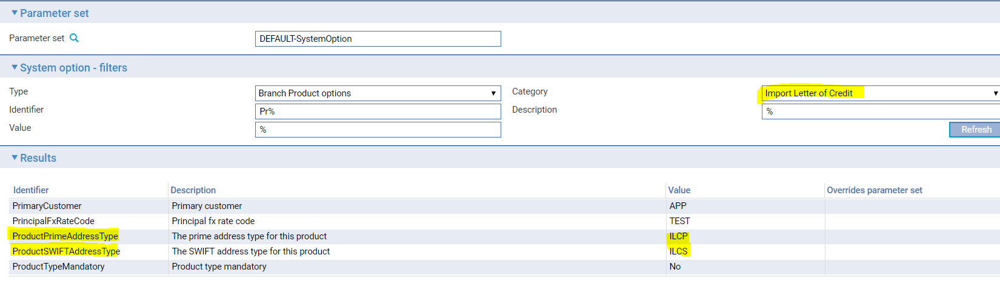 Parameter set
Parameter set DEFAULT-SystemOption
System option - filters
Type Branch Product options Category Import Letter of Credit
Identifier Pr% Description %
Value % Refresh
Results
Identifier Description Value Overrides parameter set
PrimaryCustomer Primary customer APP
PrincipalFxRateCode Principal fx rate code TEST
ProductPrimeAddressType The prime address type for this product ILCP
ProductSWIFTAddressType The SWIFT address type for this product ILCS
ProductTypeMandatory Product type mandatory No